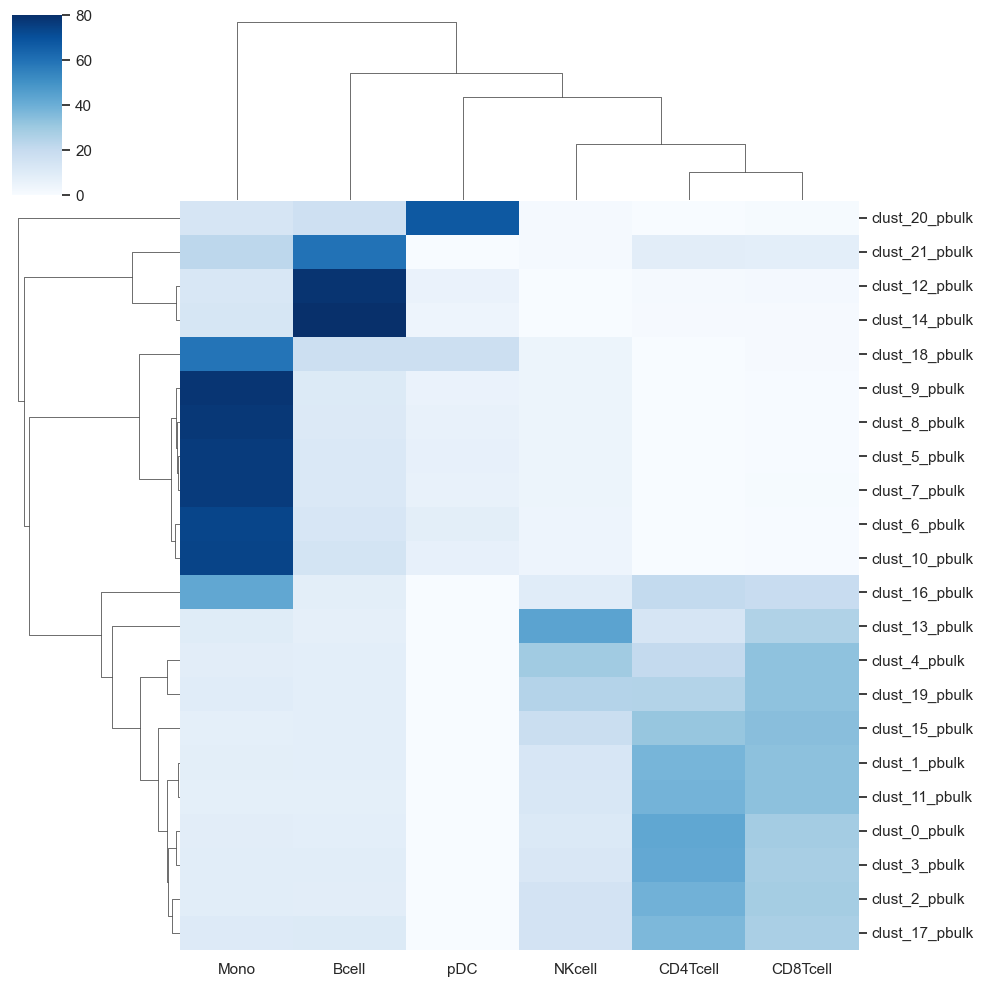 80
60
40
20
0
clust_20_pbulk
clust_21_pbulk
clust_12_pbulk
clust_14_pbulk
clust_18_pbulk
clust_9_pbulk
clust_8_pbulk
clust_5_pbulk
clust_7_pbulk
clust_6_pbulk
clust_10_pbulk
clust_16_pbulk
clust_13_pbulk
clust_4_pbulk
clust_19_pbulk
clust_15_pbulk
clust_1_pbulk
clust_11_pbulk
clust_0_pbulk
clust_3_pbulk
clust_2_pbulk
clust_17_pbulk
Mono Bcell pDC NKcell CD4Tcell CD8Tcell